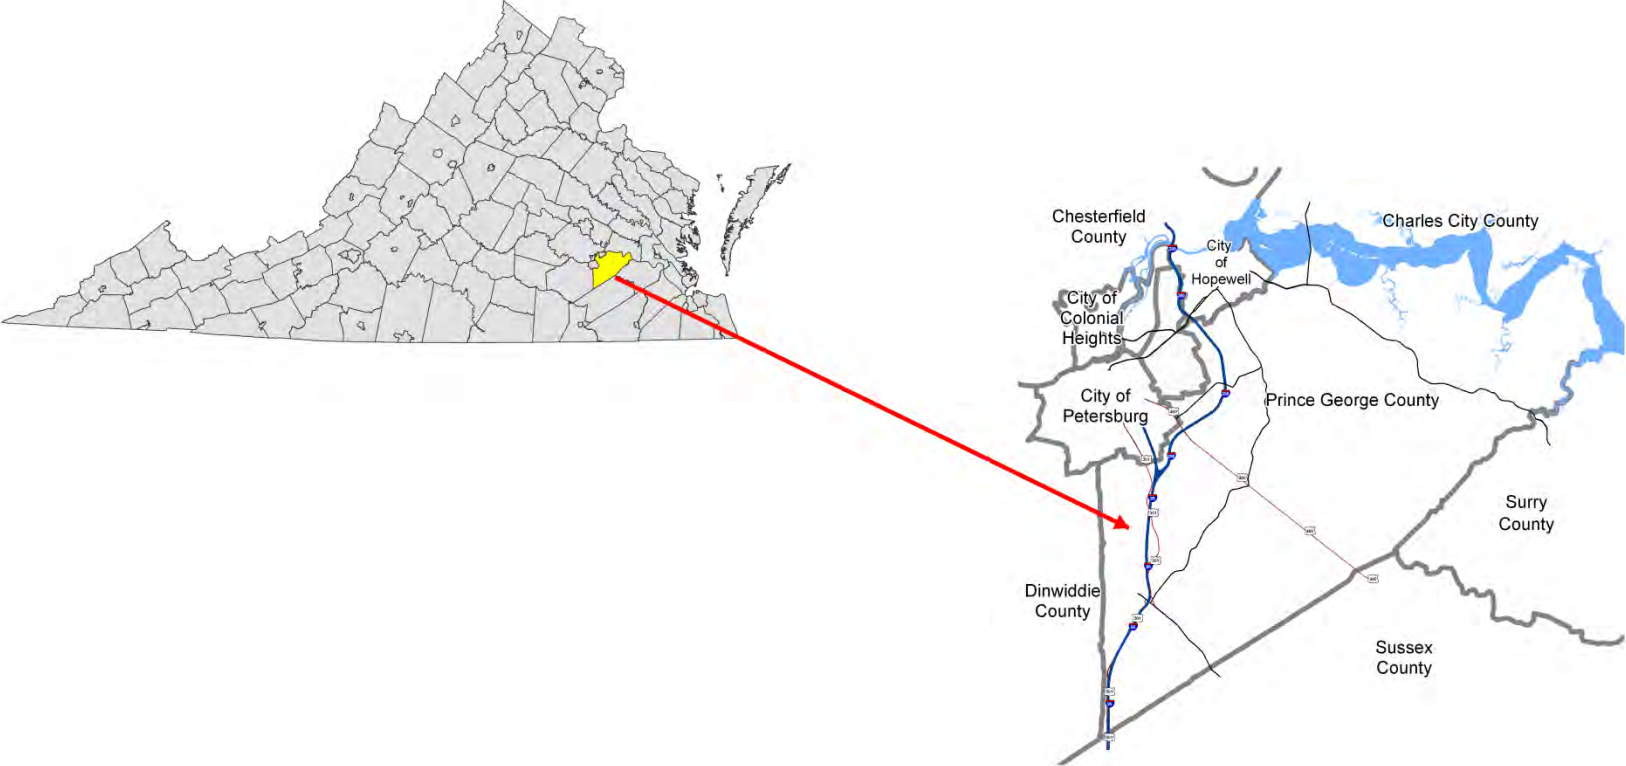 Chesterfield
County
Charles City County
City
of
Hopewell
City of
Colonial
Heights
City of
Petersburg
Prince George County
Surry
County
Dinwiddie
County
Sussex
County